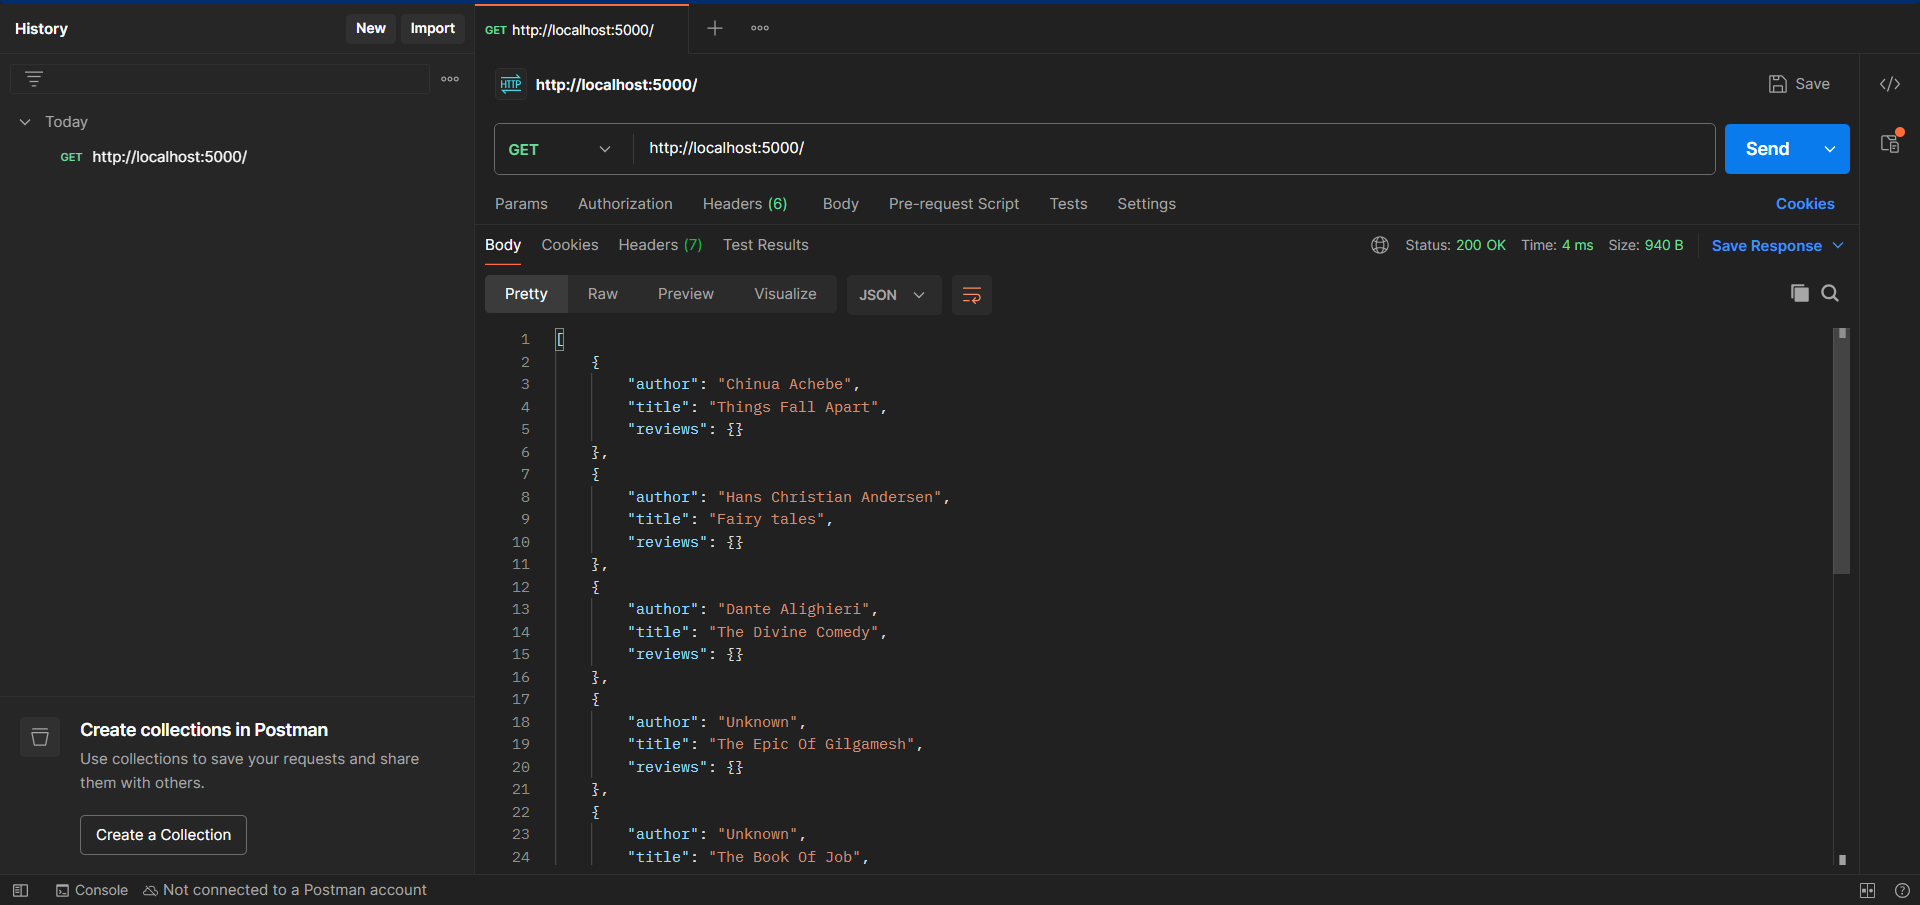 History
New
Import
GET http://localhost:5000/
Today
GET http://localhost:5000/
HTTP
http://localhost:5000/
Save
</>
GET
http://localhost:5000/
Send
Params Authorization Headers (6) Body Pre-request Script Tests Settings
Cookies
Body Cookies Headers (7) Test Results
Status: 200 OK Time: 4 ms Size: 940 B
Save Response
Pretty Raw Preview Visualize
JSON
1 [
2 {
3 "author": "Chinua Achebe",
4 "title": "Things Fall Apart",
5 "reviews": {}
6 },
7 {
8 "author": "Hans Christian Andersen",
9 "title": "Fairy tales",
10 "reviews": {}
11 },
12 {
13 "author": "Dante Alighieri",
14 "title": "The Divine Comedy",
15 "reviews": {}
16 },
17 {
18 "author": "Unknown",
19 "title": "The Epic Of Gilgamesh",
20 "reviews": {}
21 },
22 {
23 "author": "Unknown",
24 "title": "The Book Of Job",
Create collections in Postman
Use collections to save your requests and share
them with others.
Create a Collection
Console
Not connected to a Postman account